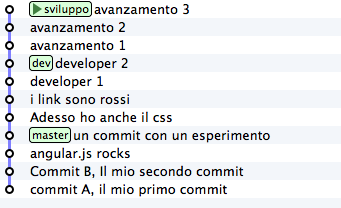 sviluppo avanzamento 3
avanzamento 2
avanzamento 1
dev developer 2
developer 1
i link sono rossi
Adesso ho anche il css
master un commit con un esperimento
angular.js rocks
Commit B, Il mio secondo commit
commit A, il mio primo commit